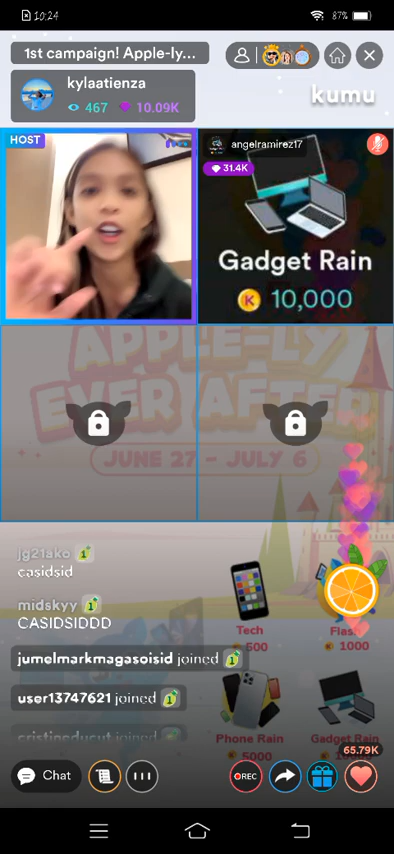 10:24
87%
1st campaign! Apple-ly...
kylaatienza
467
10.09K
kumu
HOST
angelramirez17
31.4K
Gadget Rain
10,000
APPLE-LY
EVER AFTER
JUNE 27 - JULY 6
jg21ako
casidsid
midskyy
CASIDSIDDD
jumelmarkmagasoisid joined
user13747621 joined
cristineducut joined
Tech
500
Flash
1000
Phone Rain
5000
Gadget Rain
65.79K
Chat
REC